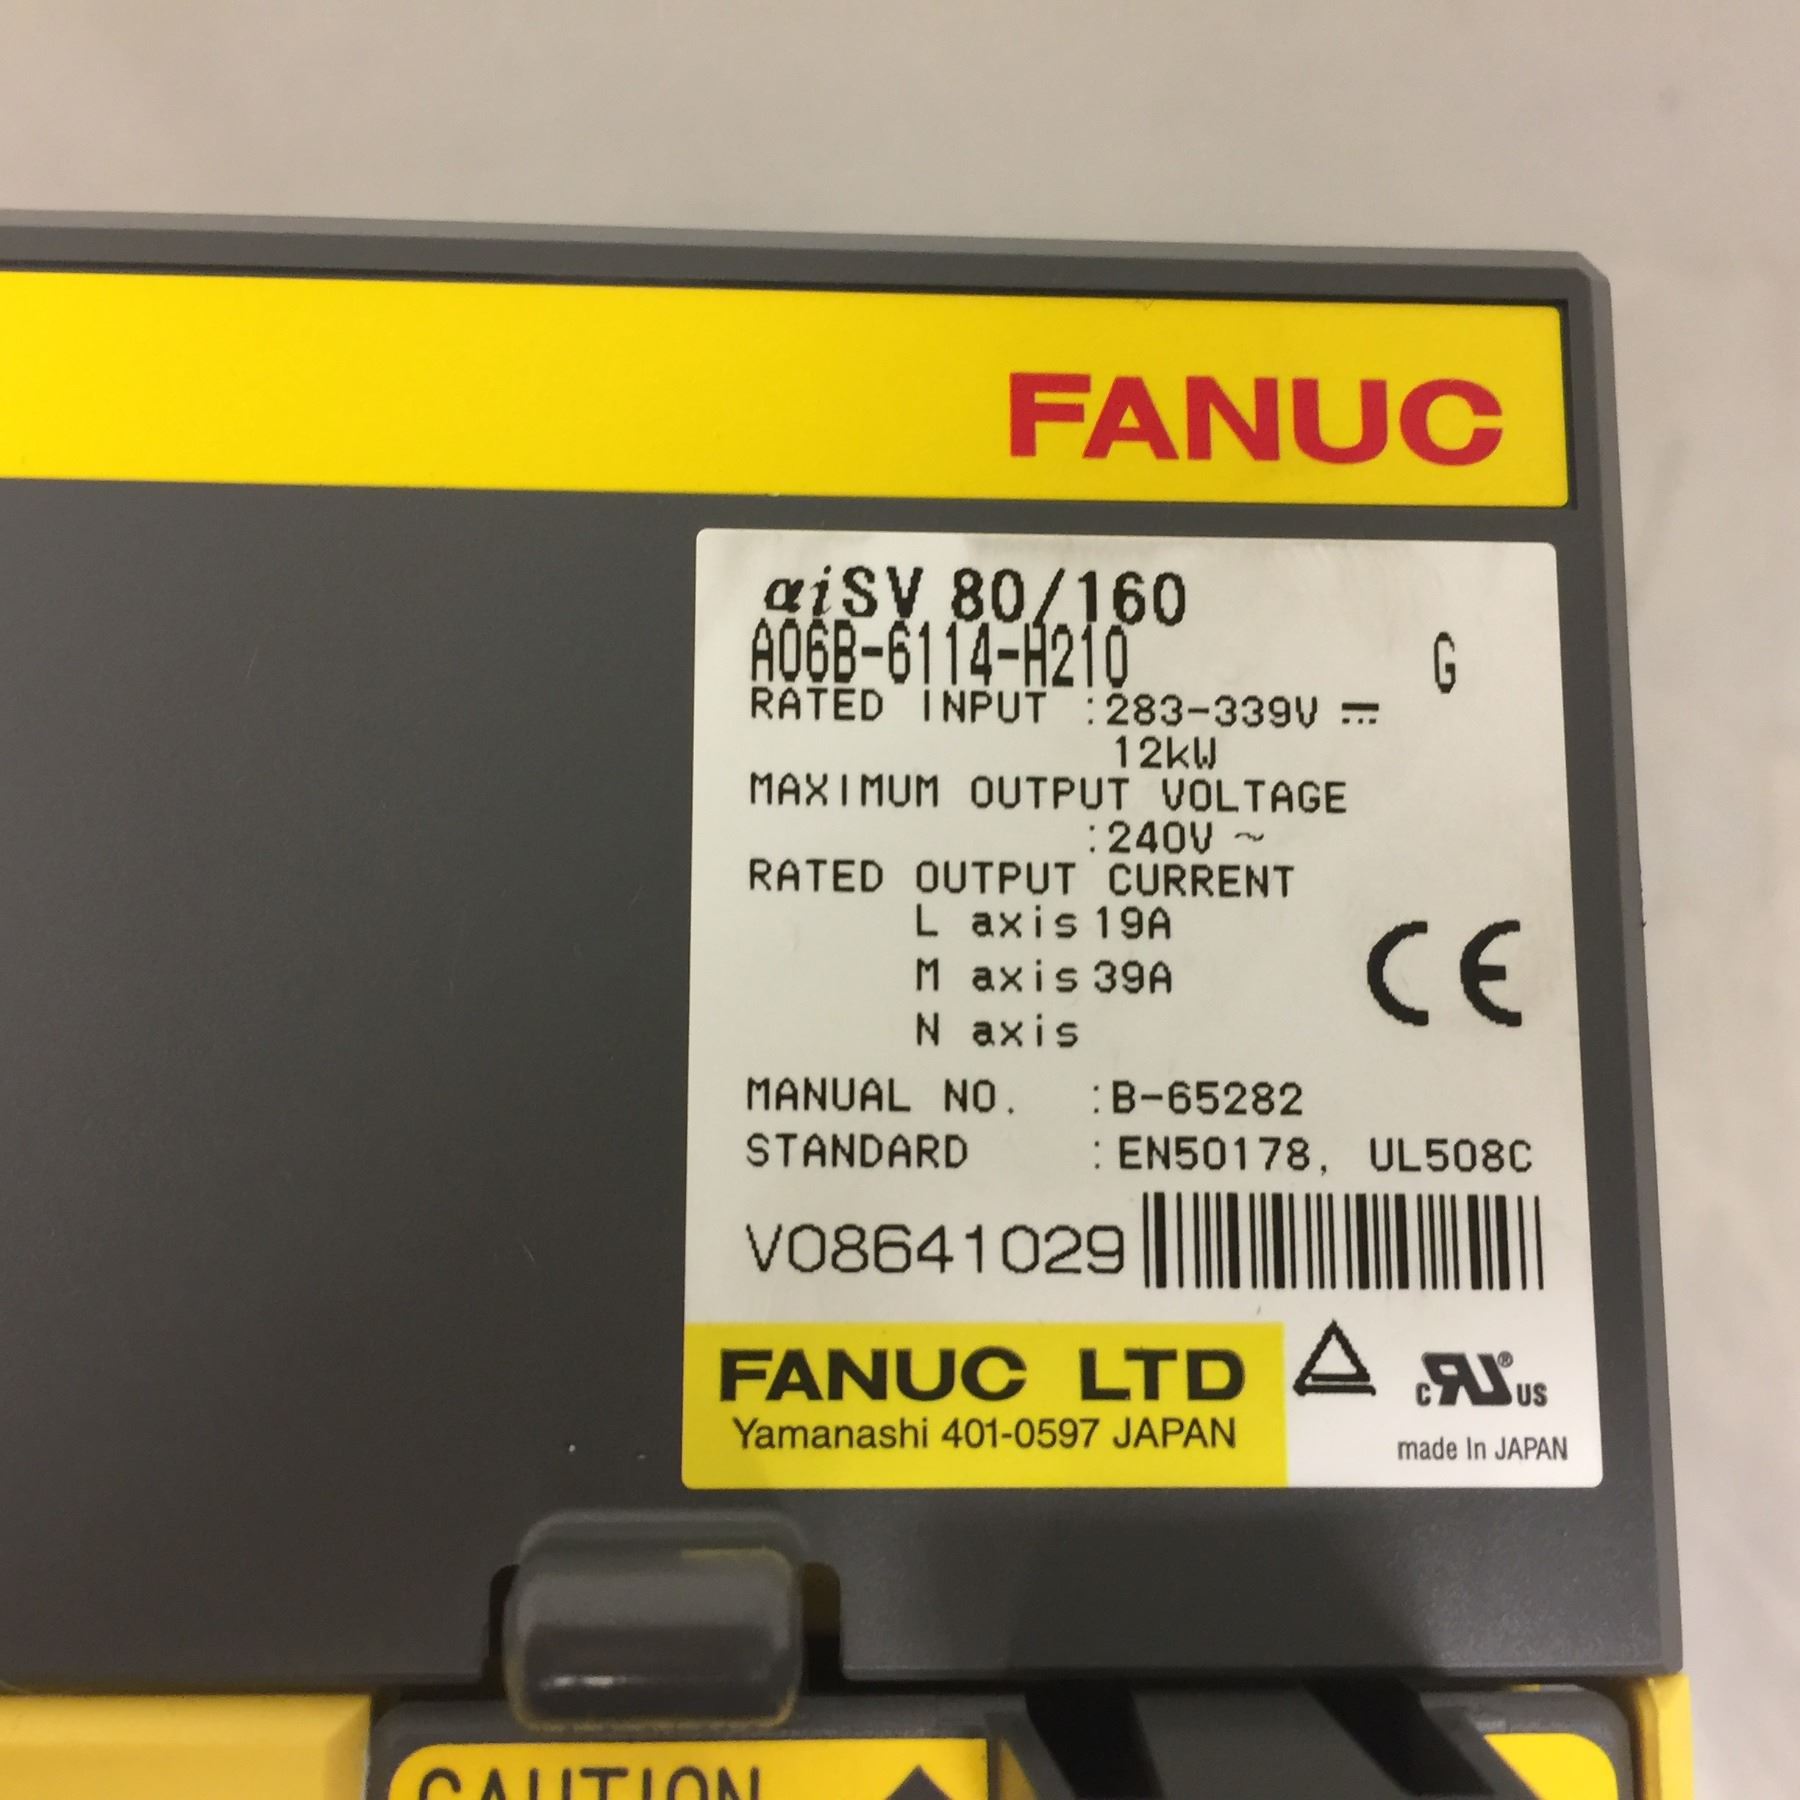 FANUC
αiSV 80/160
A06B-6114-H210 G
RATED INPUT :283-339V ⎓
12kW
MAXIMUM OUTPUT VOLTAGE
:240V ~
RATED OUTPUT CURRENT
L axis 19A
M axis 39A
N axis
CE
MANUAL NO. :B-65282
STANDARD :EN50178, UL508C
V08641029
FANUC LTD
Yamanashi 401-0597 JAPAN
c RU ® US
made In JAPAN
CAUTION